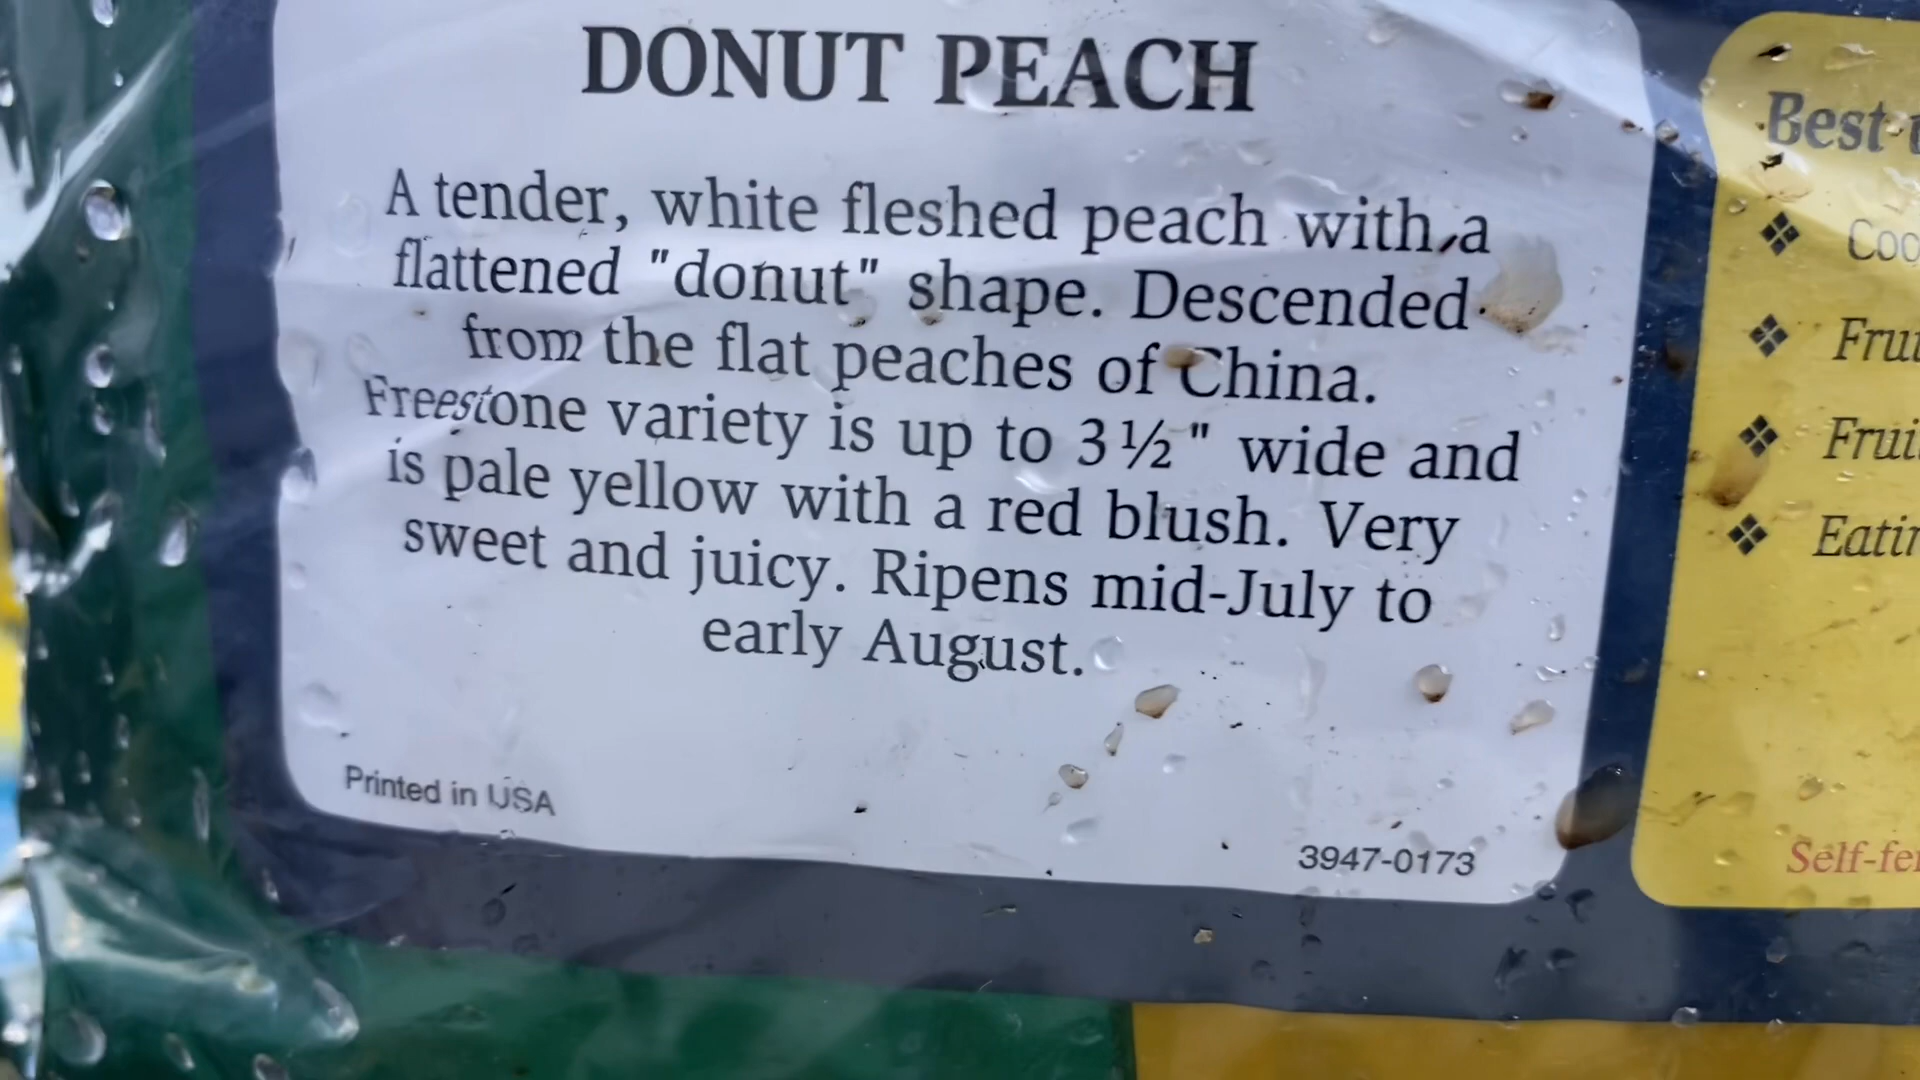 DONUT PEACH
A tender, white fleshed peach with a
flattened "donut" shape. Descended
from the flat peaches of China.
Freestone variety is up to 3½" wide and
is pale yellow with a red blush. Very
sweet and juicy. Ripens mid-July to
early August.
Printed in USA
3947-0173
Best